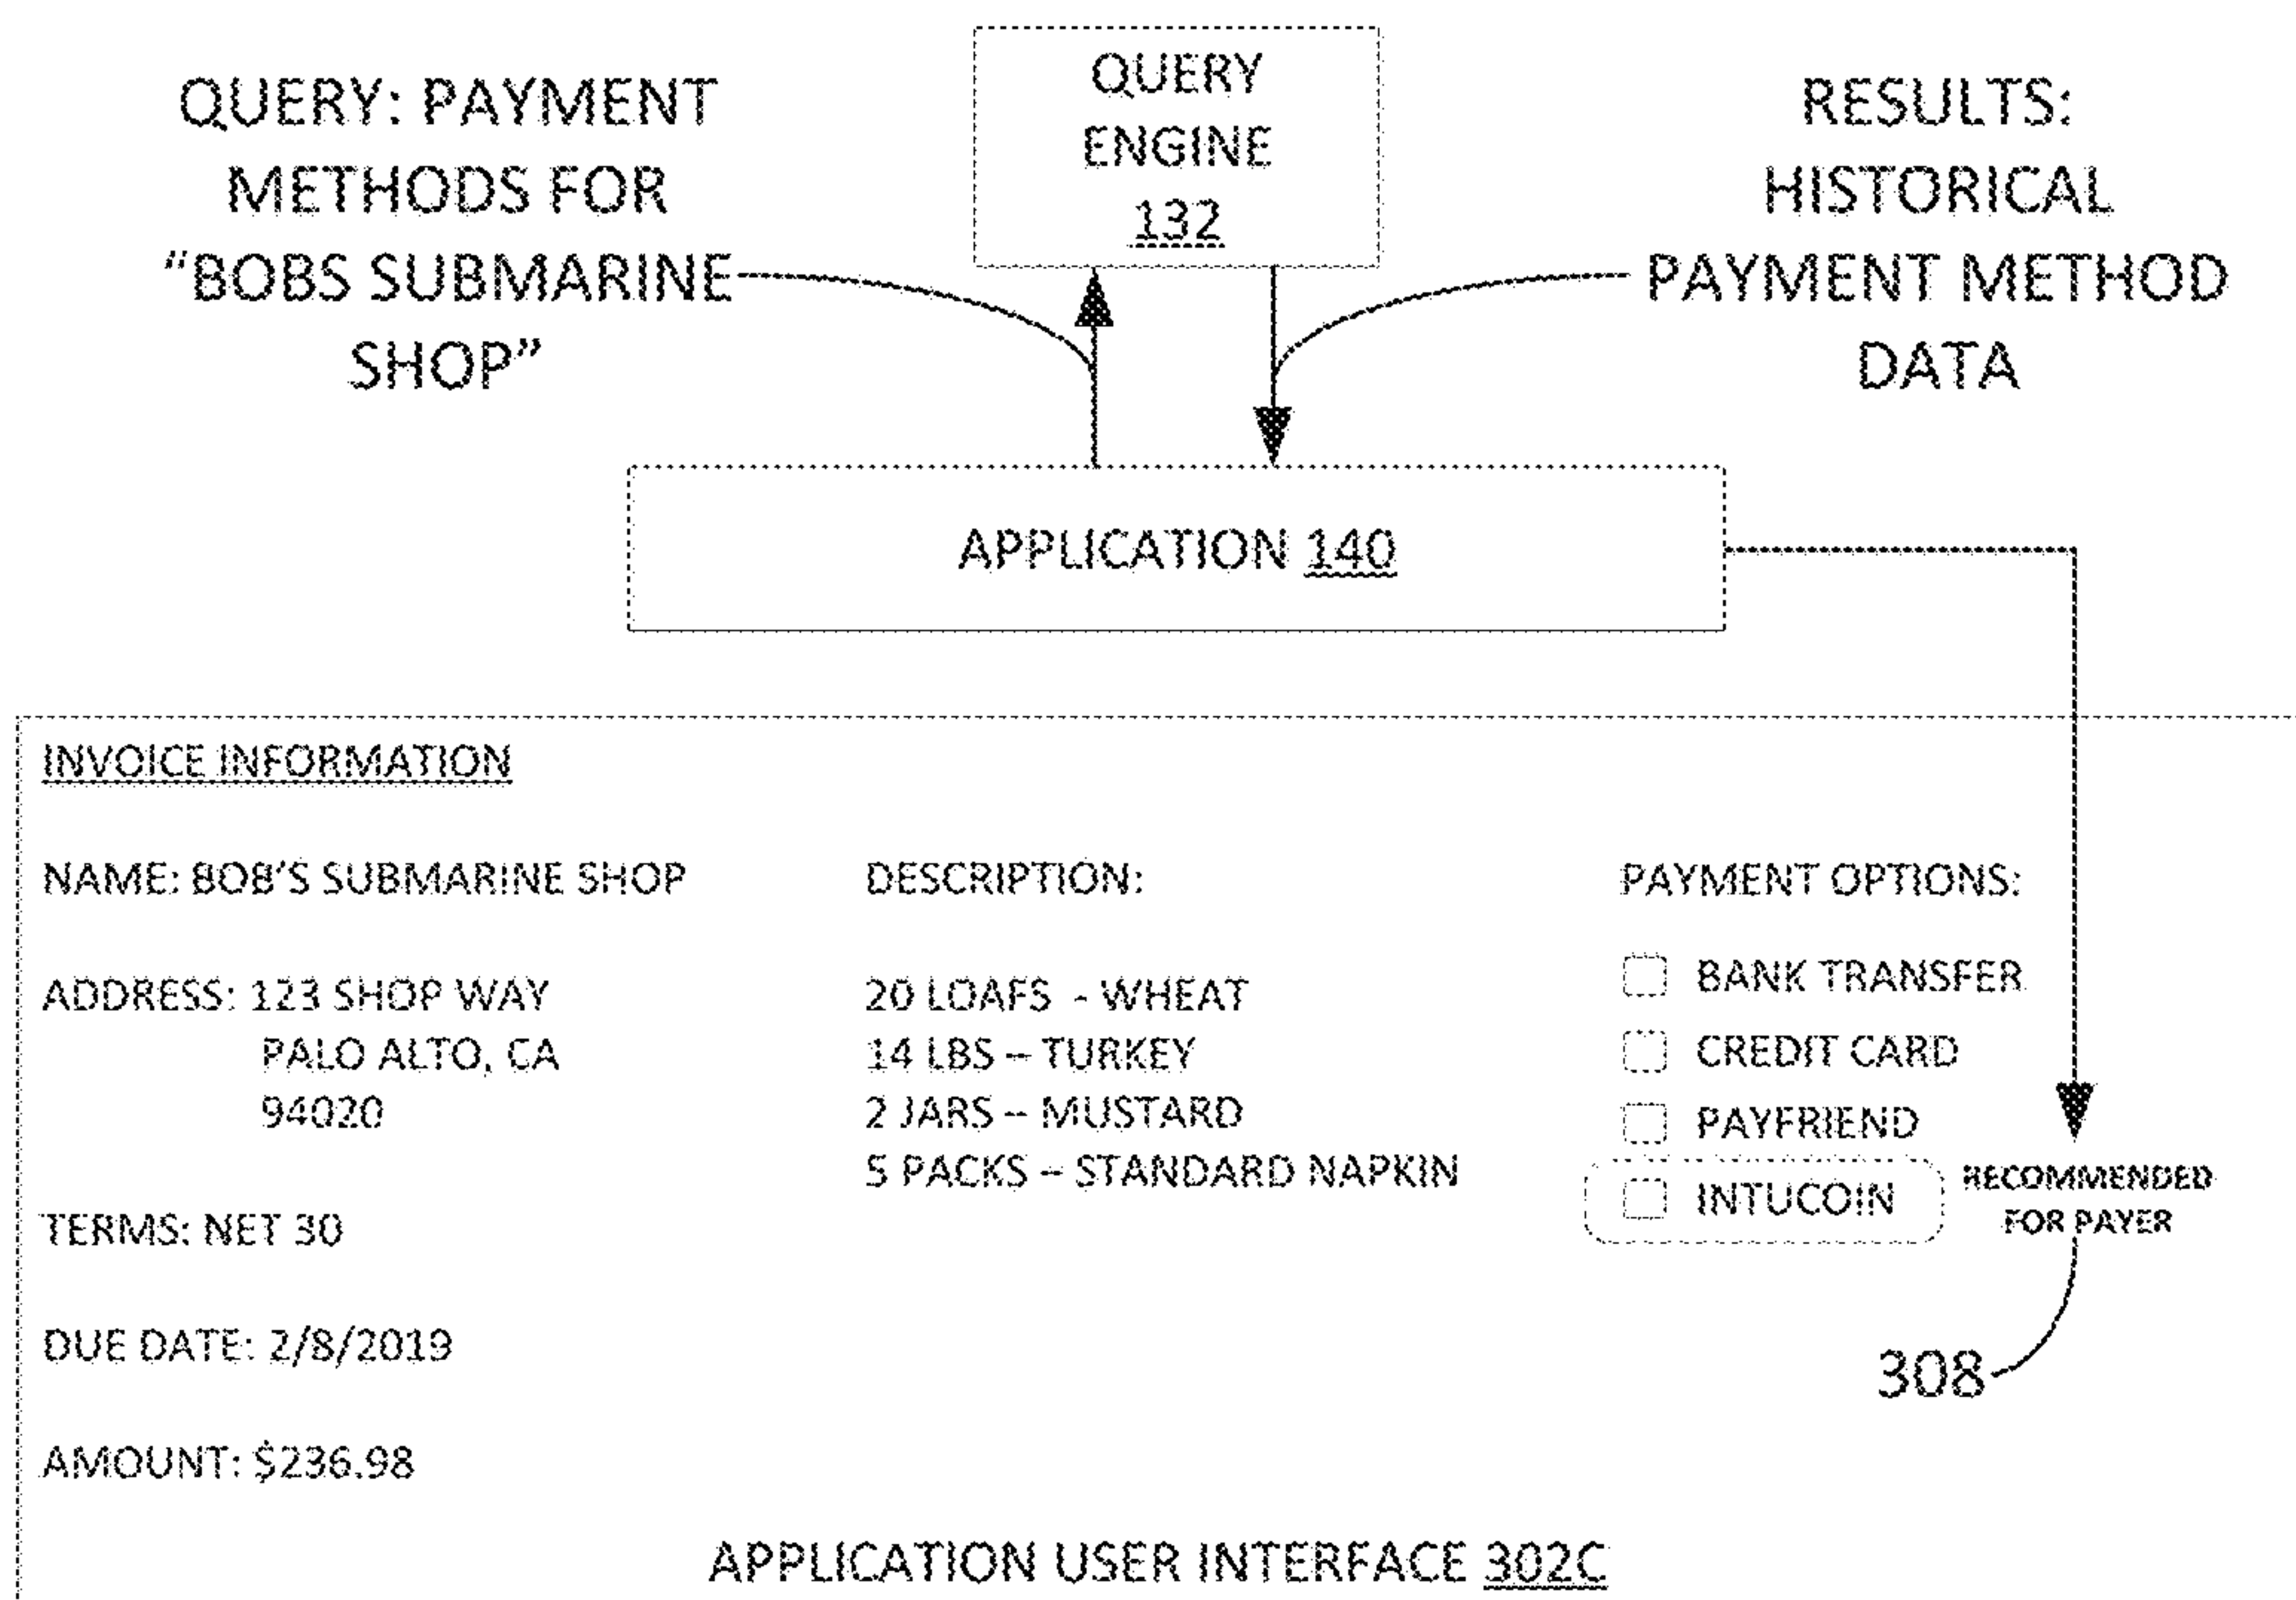 QUERY: PAYMENT
METHODS FOR
“BOBS SUBMARINE
SHOP”
QUERY
ENGINE
132
RESULTS:
HISTORICAL
PAYMENT METHOD
DATA
APPLICATION 140
INVOICE INFORMATION
NAME: BOB’S SUBMARINE SHOP
ADDRESS: 123 SHOP WAY
PALO ALTO, CA
94020
TERMS: NET 30
DUE DATE: 2/8/2019
AMOUNT: $236.98
DESCRIPTION:
20 LOAFS - WHEAT
14 LBS – TURKEY
2 JARS – MUSTARD
5 PACKS – STANDARD NAPKIN
PAYMENT OPTIONS:
BANK TRANSFER
CREDIT CARD
PAYFRIEND
INTUCOIN
RECOMMENDED
FOR PAYER
308
APPLICATION USER INTERFACE 302C